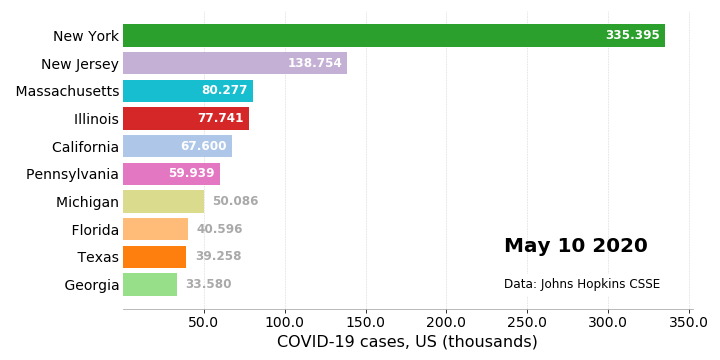 New York 335.395
New Jersey 138.754
Massachusetts 80.277
Illinois 77.741
California 67.600
Pennsylvania 59.939
Michigan 50.086
Florida 40.596
Texas 39.258
Georgia 33.580
May 10 2020
Data: Johns Hopkins CSSE
50.0 100.0 150.0 200.0 250.0 300.0 350.0
COVID-19 cases, US (thousands)